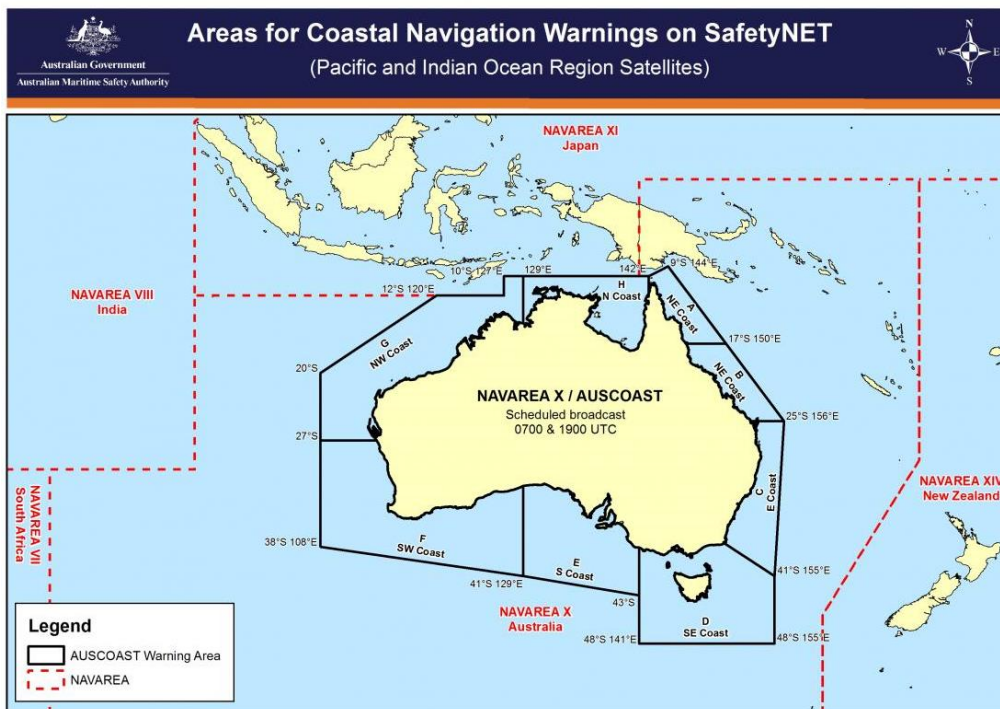 Areas for Coastal Navigation Warnings on SafetyNET
(Pacific and Indian Ocean Region Satellites)
Australian Government
Australian Maritime Safety Authority
N
W
E
S
NAVAREA XI
Japan
NAVAREA VIII
India
10°S 127°E
129°E
142°E
9°S 144°E
12°S 120°E
H
N Coast
A
NE Coast
17°S 150°E
G
NW Coast
B
NE Coast
20°S
NAVAREA X / AUSCOAST
Scheduled broadcast
0700 & 1900 UTC
25°S 156°E
27°S
C
E Coast
NAVAREA VII
South Africa
NAVAREA XIV
New Zealand
38°S 108°E
F
SW Coast
E
S Coast
41°S 129°E
41°S 155°E
43°S
NAVAREA X
Australia
D
SE Coast
48°S 141°E
48°S 155°E
Legend
AUSCOAST Warning Area
NAVAREA